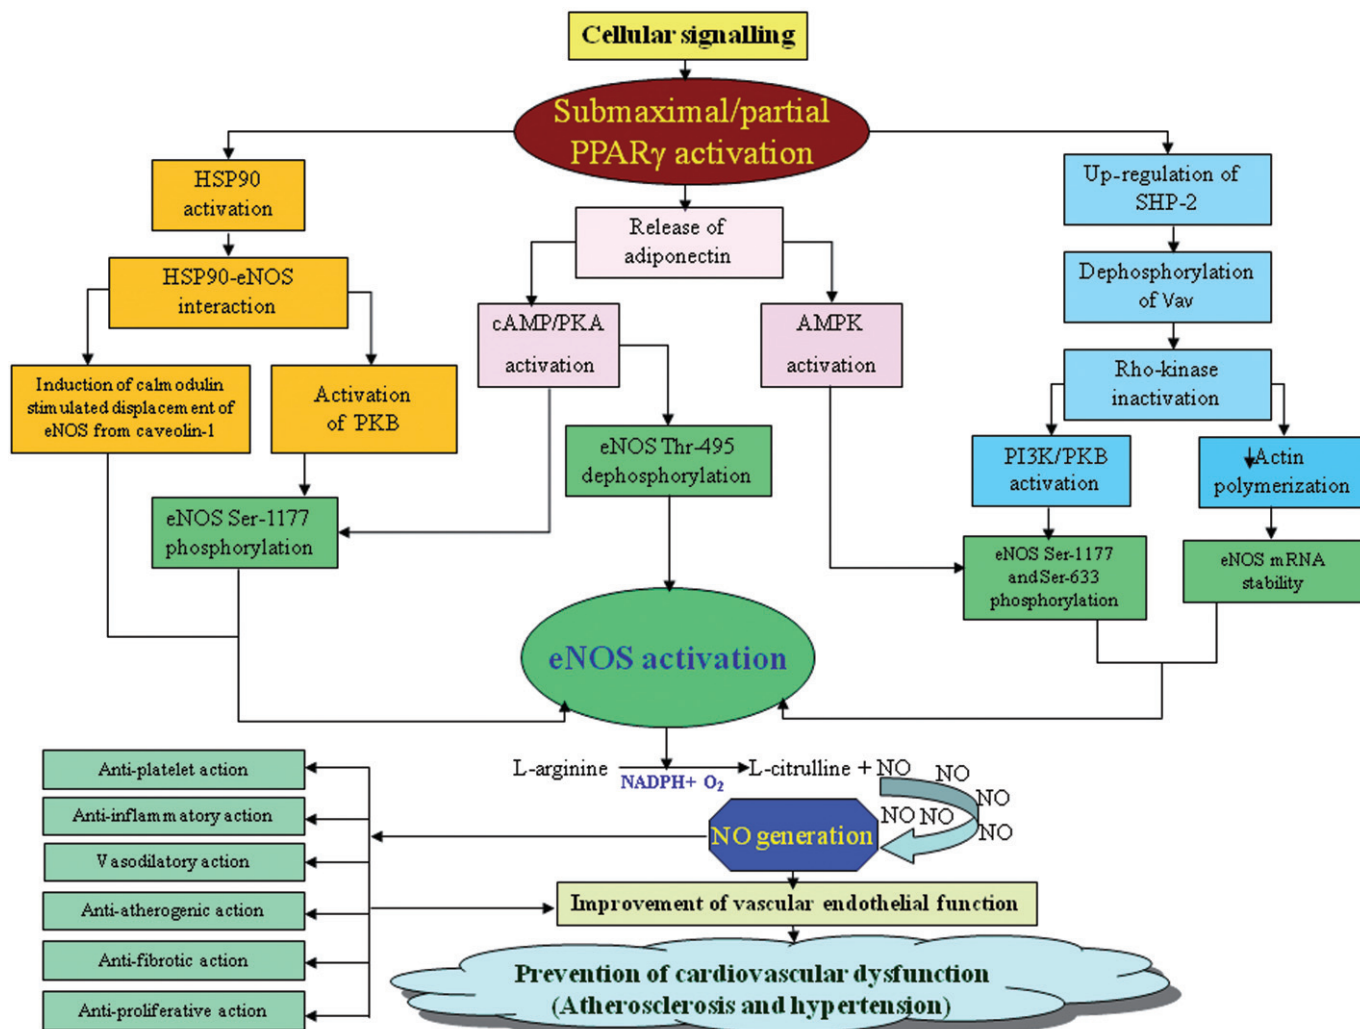 Cellular signalling
Submaximal/partial
PPARγ activation
HSP90
activation
HSP90-eNOS
interaction
Induction of calmodulin
stimulated displacement of
eNOS from caveolin-1
Activation
of PKB
eNOS Ser-1177
phosphorylation
Release of
adiponectin
cAMP/PKA
activation
AMPK
activation
eNOS Thr-495
dephosphorylation
Up-regulation of
SHP-2
Dephosphorylation
of Vav
Rho-kinase
inactivation
PI3K/PKB
activation
↓Actin
polymerization
eNOS Ser-1177
and Ser-633
phosphorylation
eNOS mRNA
stability
eNOS activation
L-arginine NADPH+ O₂ L-citrulline + NO
NO
NO
NO
NO
NO
NO generation
Anti-platelet action
Anti-inflammatory action
Vasodilatory action
Anti-atherogenic action
Anti-fibrotic action
Anti-proliferative action
Improvement of vascular endothelial function
Prevention of cardiovascular dysfunction
(Atherosclerosis and hypertension)